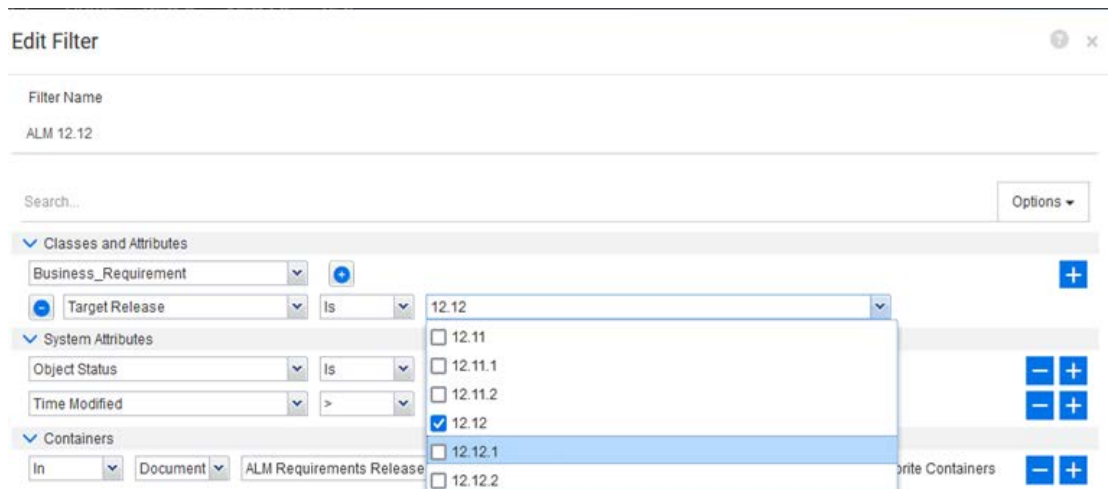 Edit Filter
Filter Name
ALM 12.12
Search...
Options
Classes and Attributes
Business_Requirement
Target Release Is 12.12
12.11
System Attributes
12.11.1
Object Status Is
12.11.2
Time Modified >
12.12
Containers
12.12.1
In Document ALM Requirements Release Containers
12.12.2